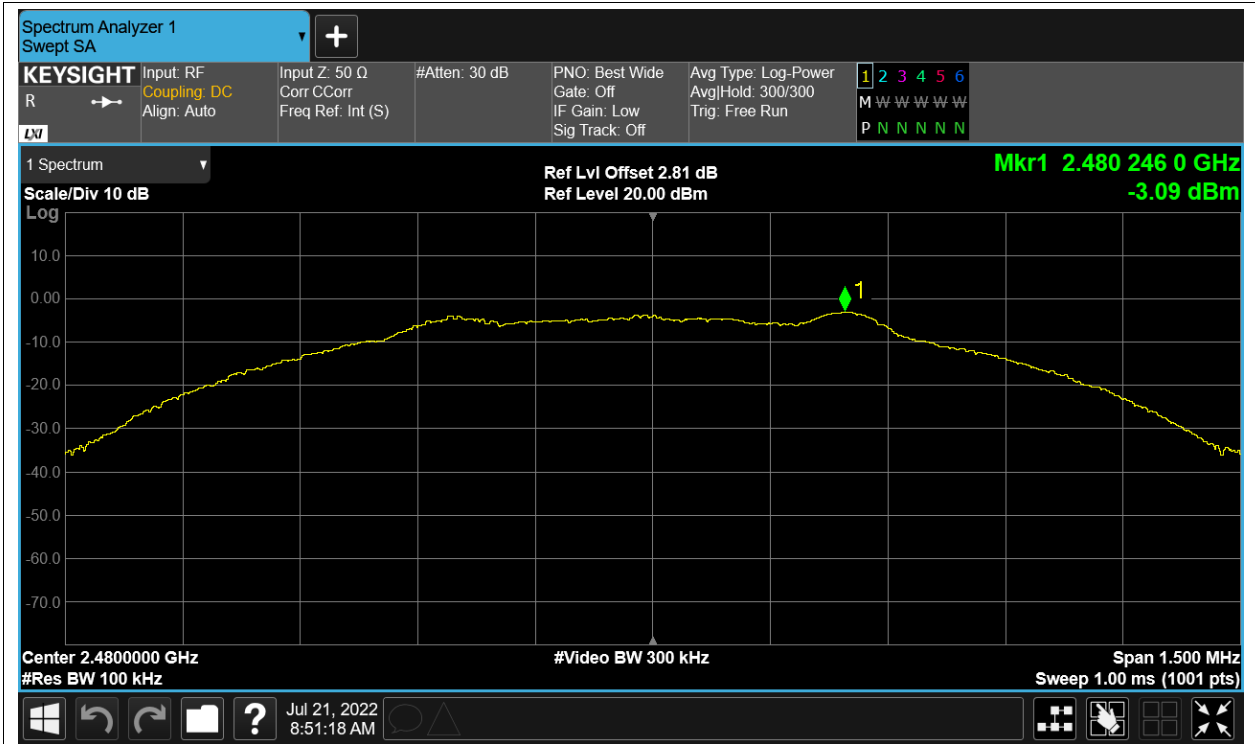 Spectrum Analyzer 1
Swept SA
KEYSIGHT
R
LXI
Input: RF
Coupling: DC
Align: Auto
Input Z: 50 Ω
Corr CCorr
Freq Ref: Int (S)
#Atten: 30 dB
PNO: Best Wide
Gate: Off
IF Gain: Low
Sig Track: Off
Avg Type: Log-Power
Avg|Hold: 300/300
Trig: Free Run
1 2 3 4 5 6
M W W W W W W
P N N N N N N
1 Spectrum
Scale/Div 10 dB
Log
Ref Lvl Offset 2.81 dB
Ref Level 20.00 dBm
Mkr1 2.480 246 0 GHz
-3.09 dBm
10.0
0.00
-10.0
-20.0
-30.0
-40.0
-50.0
-60.0
-70.0
1
Center 2.4800000 GHz
#Res BW 100 kHz
#Video BW 300 kHz
Span 1.500 MHz
Sweep 1.00 ms (1001 pts)
?
Jul 21, 2022
8:51:18 AM